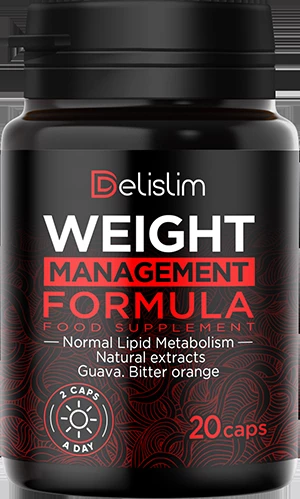 Delislim
WEIGHT
MANAGEMENT
FORMULA
FOOD SUPPLEMENT
Normal Lipid Metabolism
Natural extracts
Guava. Bitter orange
2 CAPS
A DAY
20 caps